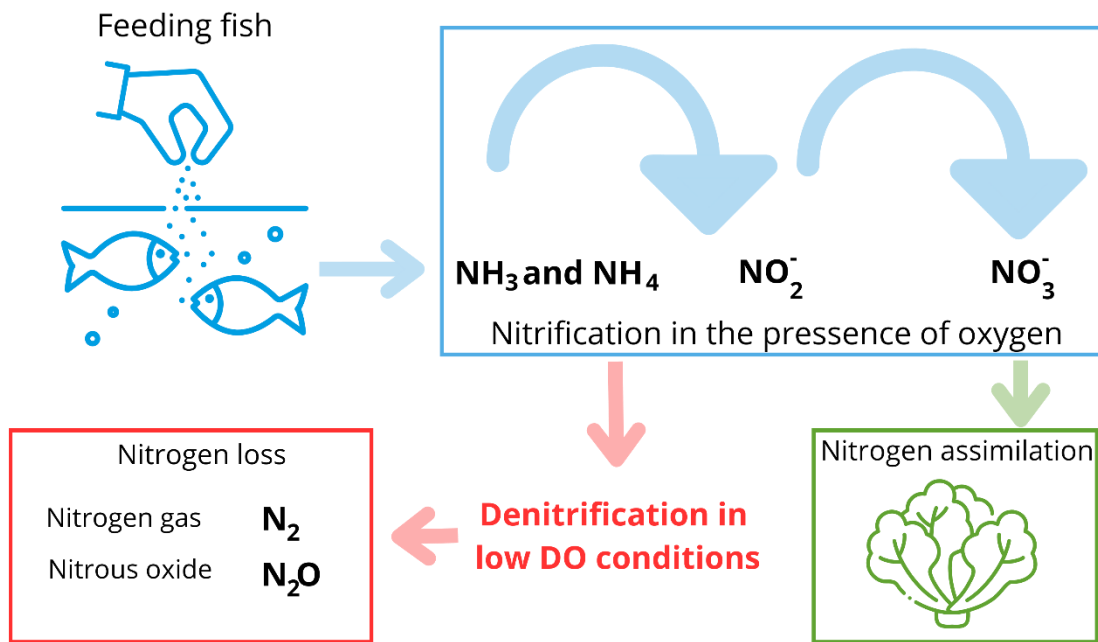 Feeding fish
NH₃ and NH₄
NO₂⁻
NO₃⁻
Nitrification in the pressence of oxygen
Nitrogen loss
Nitrogen gas N₂
Nitrous oxide N₂O
Denitrification in
low DO conditions
Nitrogen assimilation